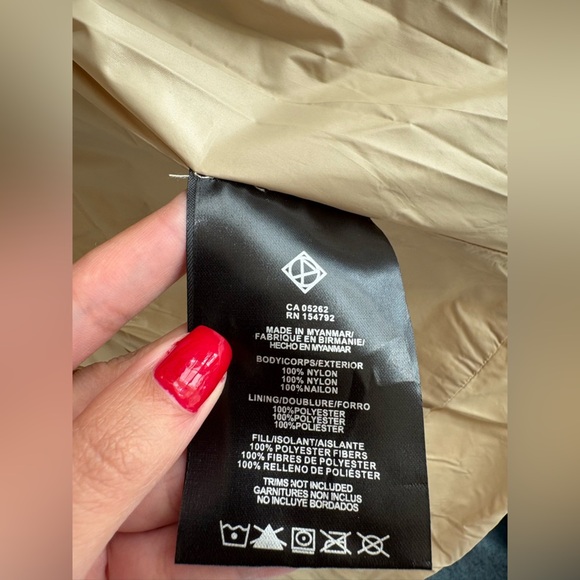 CA 05262
RN 154792
MADE IN MYANMAR/
FABRIQUE EN BIRMANIE/
HECHO EN MYANMAR
BODY/CORPS/EXTERIOR
100% NYLON
100% NYLON
100%NAILON
LINING/DOUBLURE/FORRO
100%POLYESTER
100%POLYESTER
100%POLIÉSTER
FILL/ISOLANT/AISLANTE
100% POLYESTER FIBERS
100% FIBRES DE POLYESTER
100% RELLENO DE POLIÉSTER
TRIMS NOT INCLUDED
GARNITURES NON INCLUS
NO INCLUYE BORDADOS